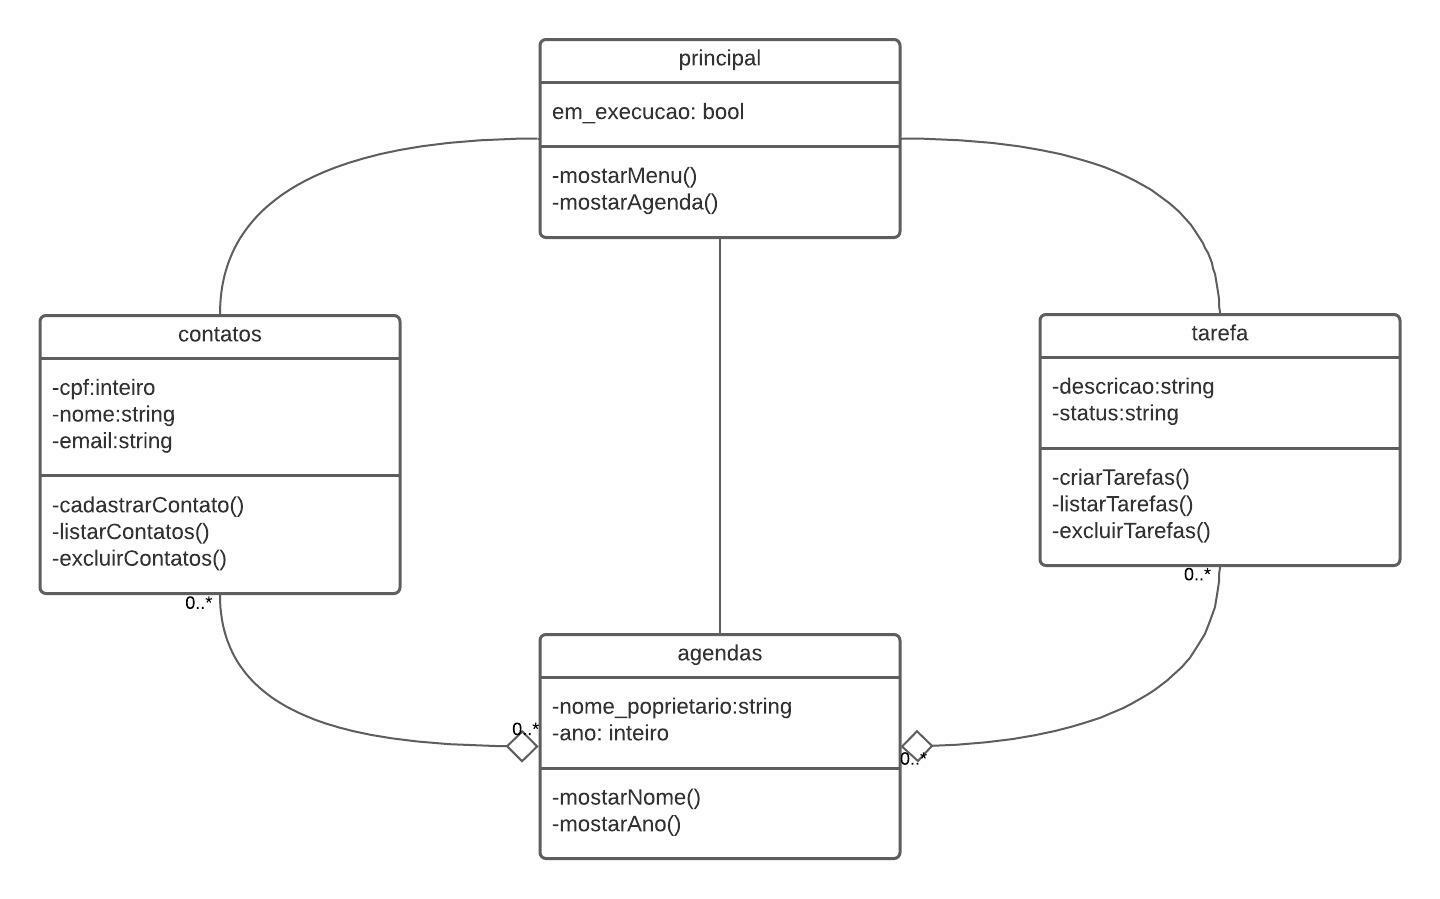 principal
em_execucao: bool
-mostarMenu()
-mostarAgenda()
contatos
-cpf:inteiro
-nome:string
-email:string
-cadastrarContato()
-listarContatos()
-excluirContatos()
0..*
tarefa
-descricao:string
-status:string
-criarTarefas()
-listarTarefas()
-excluirTarefas()
0..*
agendas
-nome_poprietario:string
-ano: inteiro
-mostarNome()
-mostarAno()
0..*
0..*